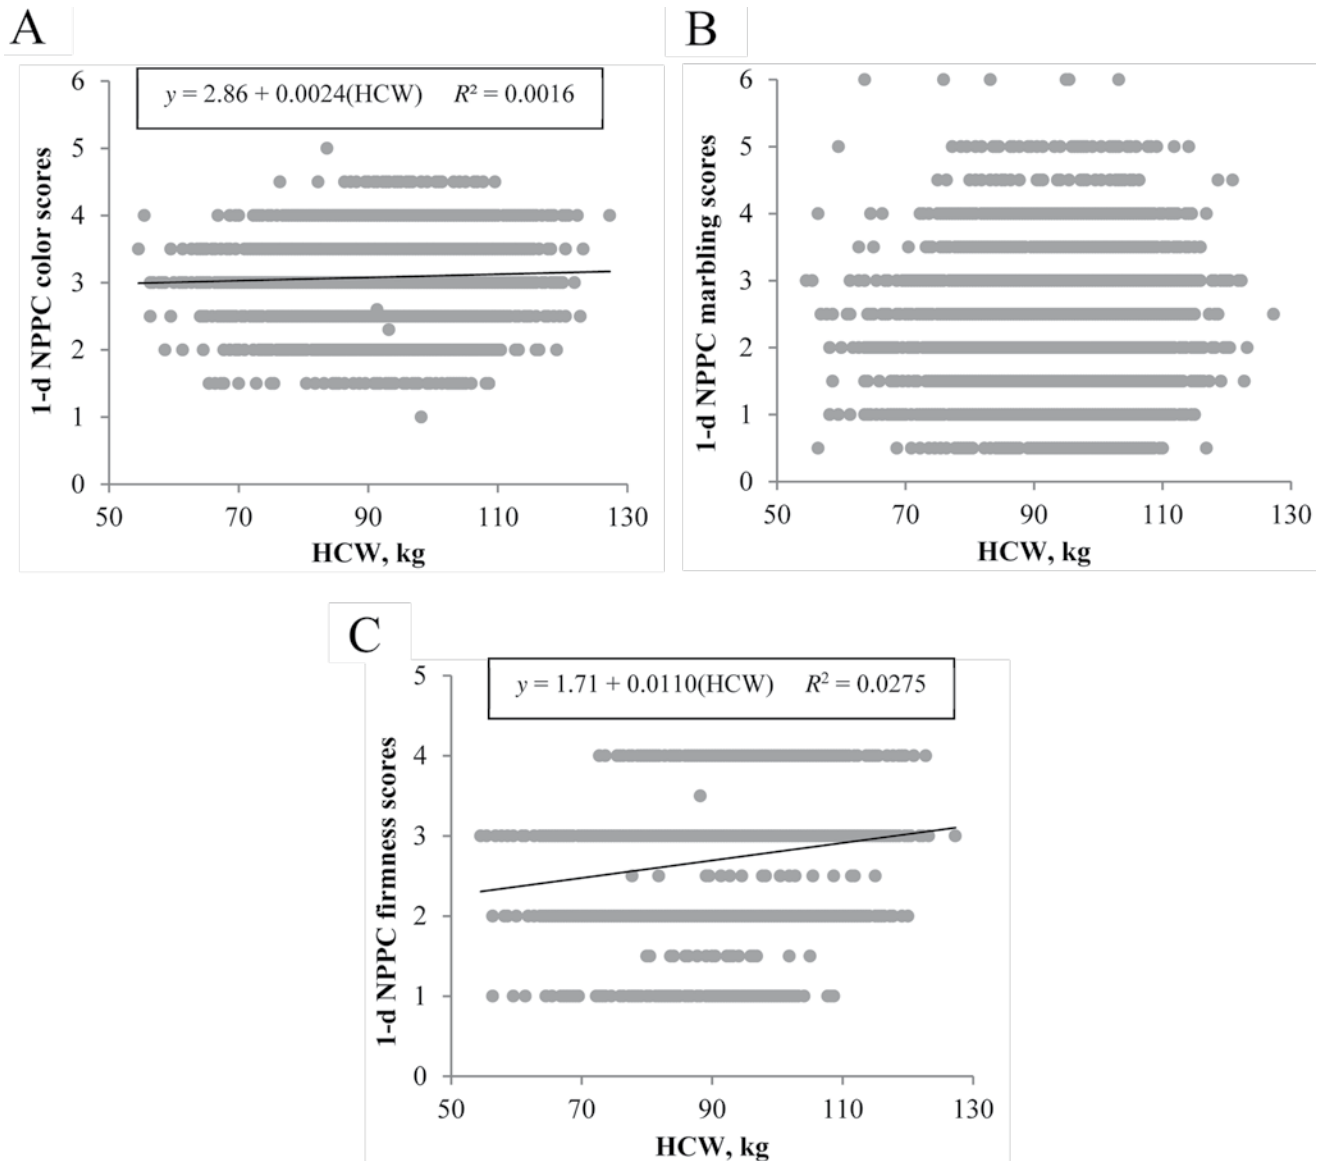 A
y = 2.86 + 0.0024(HCW) R² = 0.0016
1-d NPPC color scores
6
5
4
3
2
1
0
50 70 90 110 130
HCW, kg
B
1-d NPPC marbling scores
6
5
4
3
2
1
0
50 70 90 110 130
HCW, kg
C
y = 1.71 + 0.0110(HCW) R² = 0.0275
1-d NPPC firmness scores
5
4
3
2
1
0
50 70 90 110 130
HCW, kg